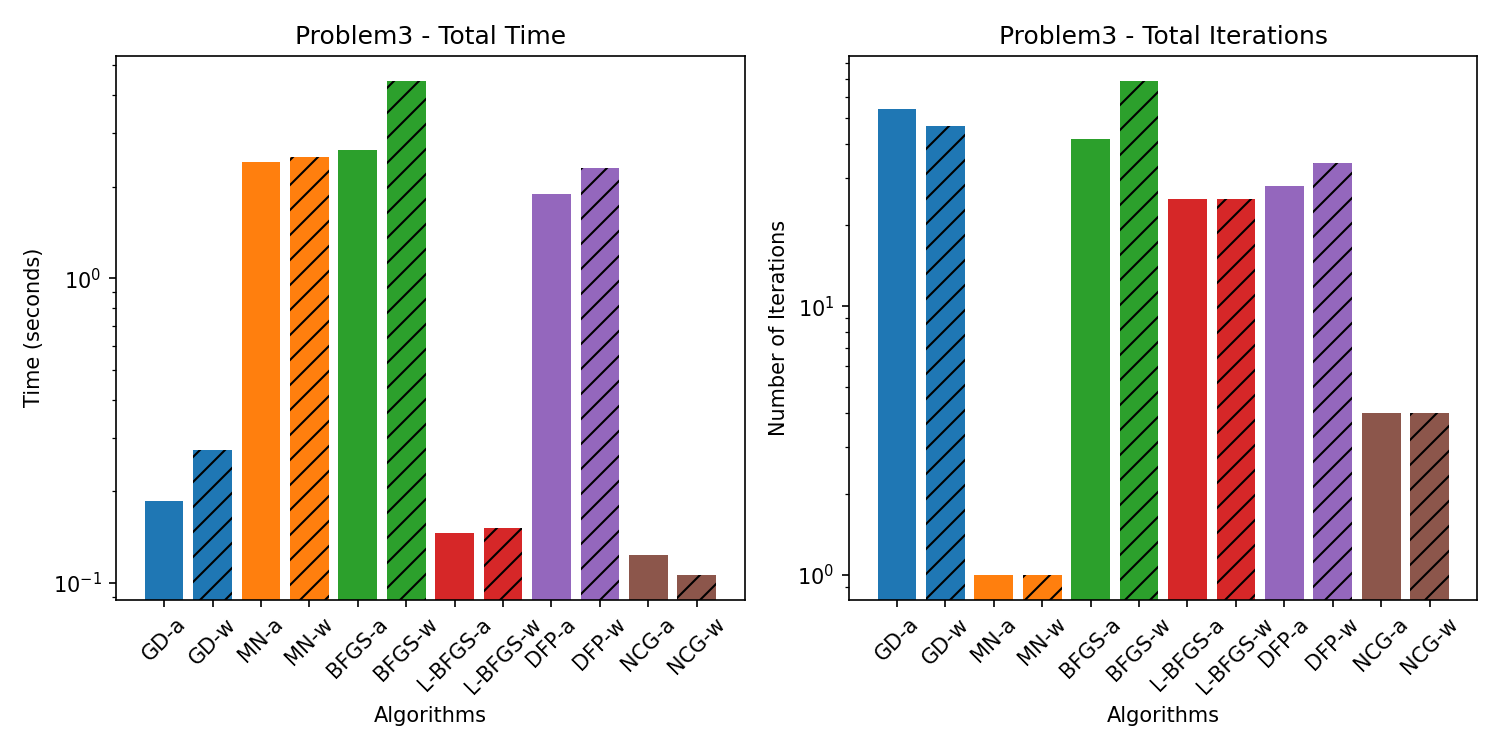 Problem3 - Total Time
Time (seconds)
10^0
10^-1
GD-a
GD-w
MN-a
MN-w
BFGS-a
BFGS-w
L-BFGS-a
L-BFGS-w
DFP-a
DFP-w
NCG-a
NCG-w
Algorithms
Problem3 - Total Iterations
Number of Iterations
10^1
10^0
GD-a
GD-w
MN-a
MN-w
BFGS-a
BFGS-w
L-BFGS-a
L-BFGS-w
DFP-a
DFP-w
NCG-a
NCG-w
Algorithms